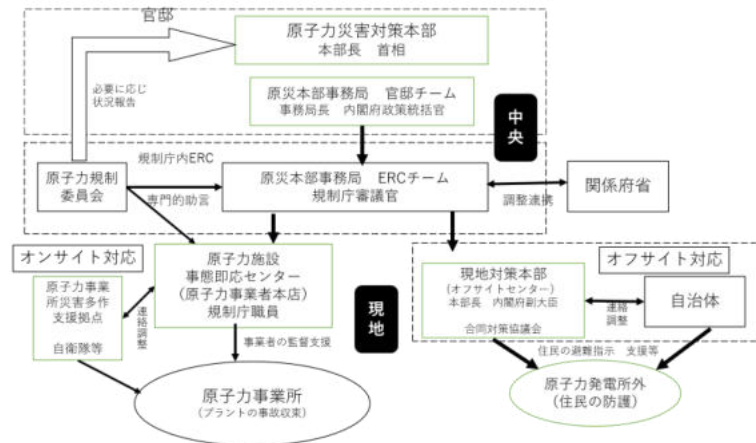 官邸
原子力災害対策本部
本部長　首相
必要に応じ
状況報告
原災本部事務局　官邸チーム
事務局長　内閣府政策統括官
中央
規制庁内ERC
原子力規制
委員会
専門的助言
原災本部事務局　ERCチーム
規制庁審議官
調整連携
関係府省
オンサイト対応
原子力施設
事態即応センター
(原子力事業者本店)
規制庁職員
原子力事業
所災害多作
支援拠点
自衛隊等
連絡
調整
事業者の監督支援
現地
原子力事業所
(プラントの事故収束)
オフサイト対応
現地対策本部
(オフサイトセンター)
本部長　内閣府副大臣
合同対策協議会
連絡
調整
自治体
住民の避難指示　支援等
原子力発電所外
(住民の防護)